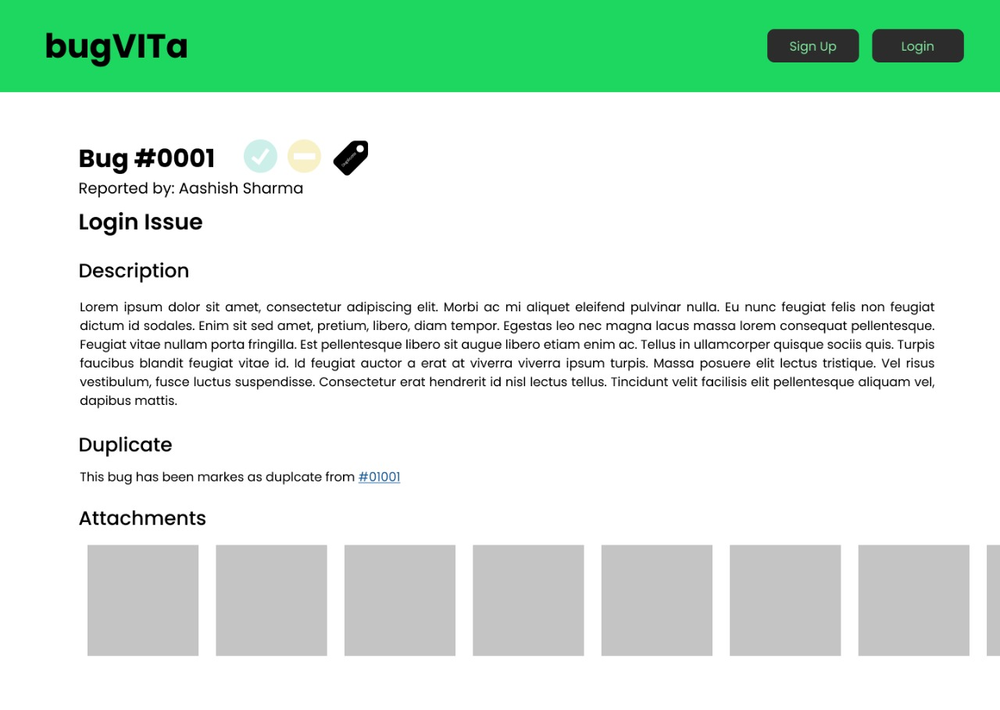 bugVITa
Sign Up
Login
Bug #0001
Duplicate
Reported by: Aashish Sharma
Login Issue
Description
Lorem ipsum dolor sit amet, consectetur adipiscing elit. Morbi ac mi aliquet eleifend pulvinar nulla. Eu nunc feugiat felis non feugiat
dictum id sodales. Enim sit sed amet, pretium, libero, diam tempor. Egestas leo nec magna lacus massa lorem consequat pellentesque.
Feugiat vitae nullam porta fringilla. Est pellentesque libero sit augue libero etiam enim ac. Tellus in ullamcorper quisque sociis quis. Turpis
faucibus blandit feugiat vitae id. Id feugiat auctor a erat at viverra viverra ipsum turpis. Massa posuere elit lectus tristique. Vel risus
vestibulum, fusce luctus suspendisse. Consectetur erat hendrerit id nisl lectus tellus. Tincidunt velit facilisis elit pellentesque aliquam vel,
dapibus mattis.
Duplicate
This bug has been markes as duplcate from #01001
Attachments